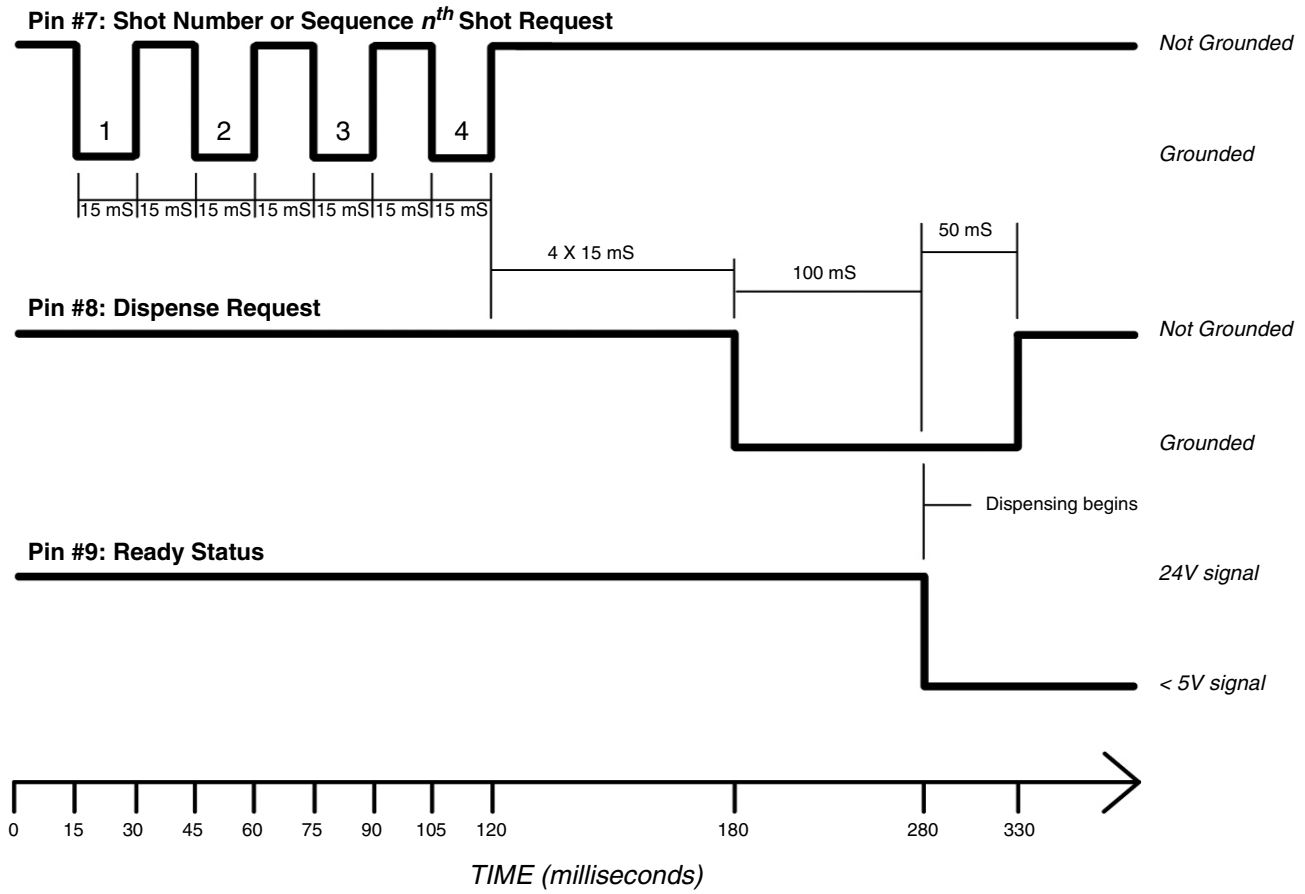 Pin #7: Shot Number or Sequence nth Shot Request
Not Grounded
1 2 3 4
Grounded
15 mS 15 mS 15 mS 15 mS 15 mS 15 mS 15 mS
50 mS
4 X 15 mS
100 mS
Pin #8: Dispense Request
Not Grounded
Grounded
Dispensing begins
Pin #9: Ready Status
24V signal
< 5V signal
0 15 30 45 60 75 90 105 120 180 280 330
TIME (milliseconds)